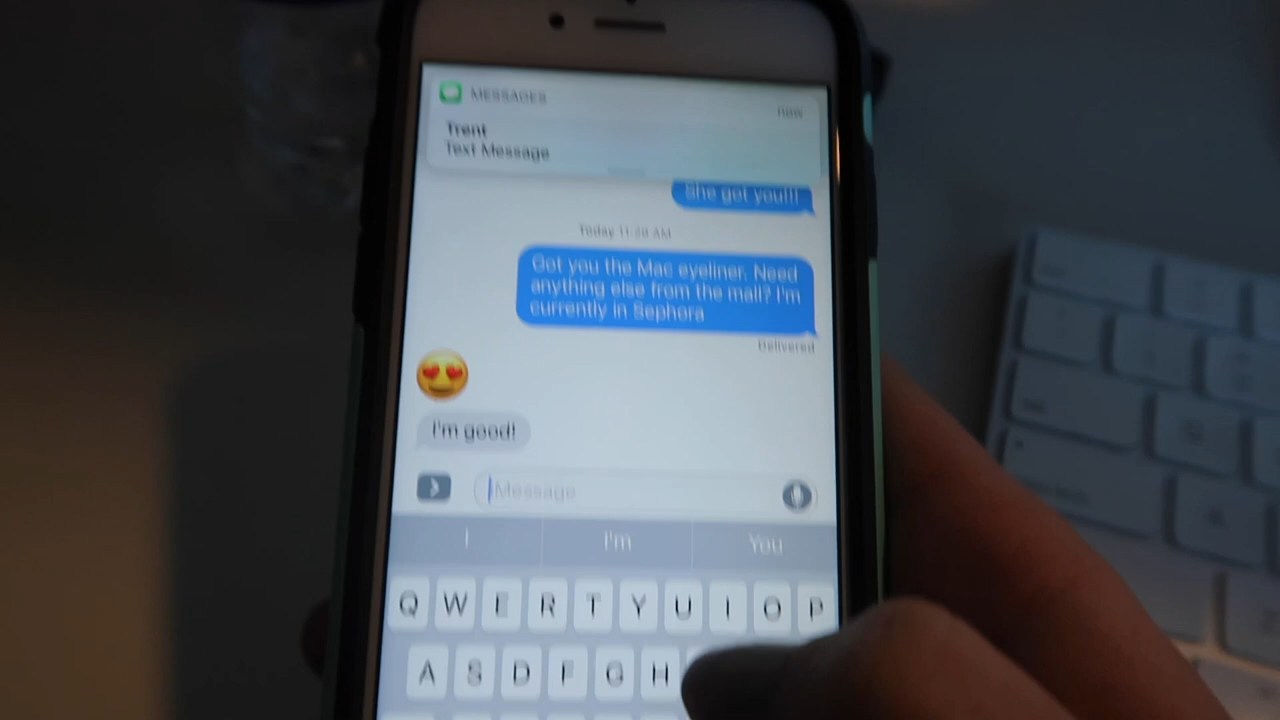 MESSAGES
now
Trent
Text Message
She got you!!!
Today 11:28 AM
Got you the Mac eyeliner. Need
anything else from the mall? I'm
currently in Sephora
Delivered
I'm good!
Message
I I'm You
Q W E R T Y U I O P
A S D F G H